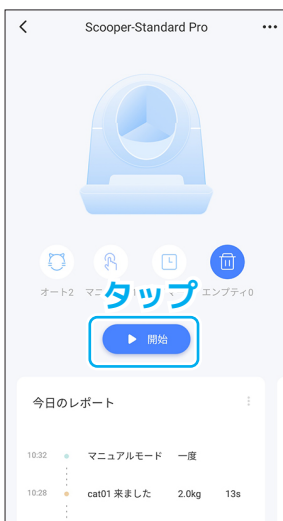 Scooper-Standard Pro
オート2
エンプティ0
タップ
開始
今日のレポート
10:32 マニュアルモード 一度
10:28 cat01 来ました 2.0kg 13s